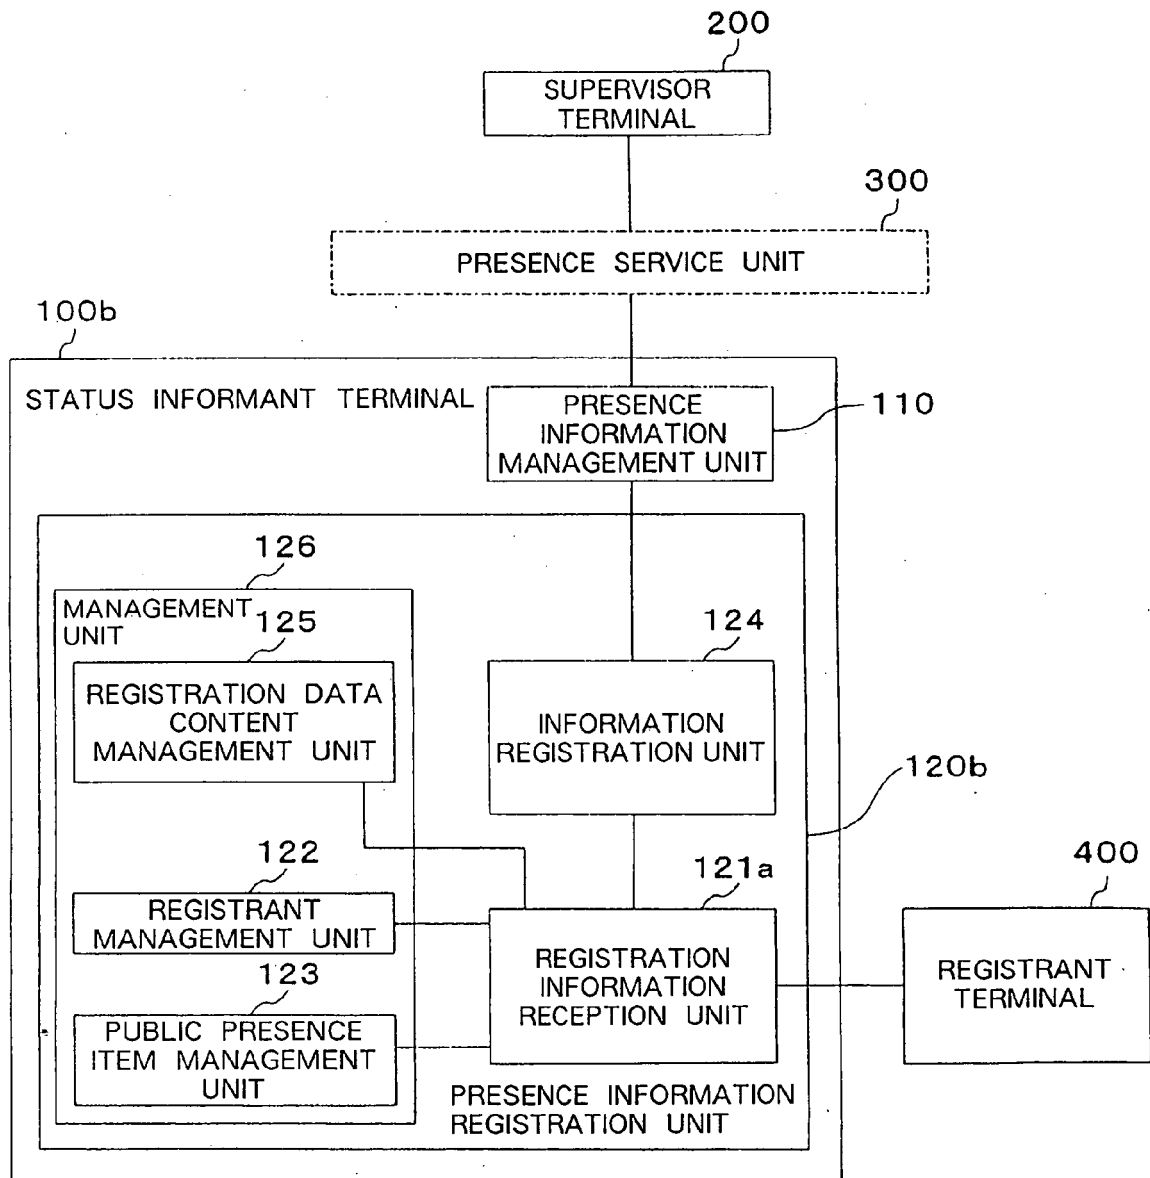 200
SUPERVISOR
TERMINAL
300
PRESENCE SERVICE UNIT
100b
STATUS INFORMANT TERMINAL
PRESENCE
INFORMATION
MANAGEMENT UNIT
110
126
MANAGEMENT
UNIT
125
REGISTRATION DATA
CONTENT
MANAGEMENT UNIT
124
INFORMATION
REGISTRATION UNIT
120b
122
REGISTRANT
MANAGEMENT UNIT
121a
REGISTRATION
INFORMATION
RECEPTION UNIT
400
REGISTRANT
TERMINAL
123
PUBLIC PRESENCE
ITEM MANAGEMENT
UNIT
PRESENCE INFORMATION
REGISTRATION UNIT